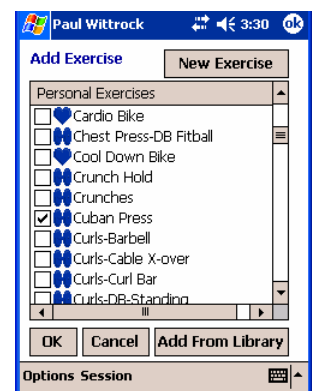 Paul Wittrock 3:30 ok
Add Exercise New Exercise
Personal Exercises
Cardio Bike
Chest Press-DB Fitball
Cool Down Bike
Crunch Hold
Crunches
Cuban Press
Curls-Barbell
Curls-Cable X-over
Curls-Curl Bar
Curls-DB-Standing
OK Cancel Add From Library
Options Session